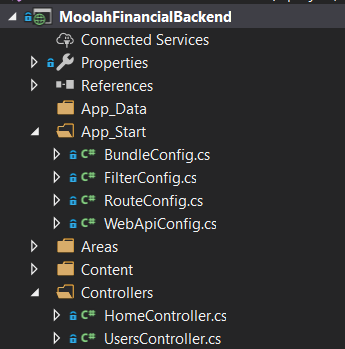 MoolahFinancialBackend
Connected Services
Properties
References
App_Data
App_Start
C# BundleConfig.cs
C# FilterConfig.cs
C# RouteConfig.cs
C# WebApiConfig.cs
Areas
Content
Controllers
C# HomeController.cs
C# UsersController.cs